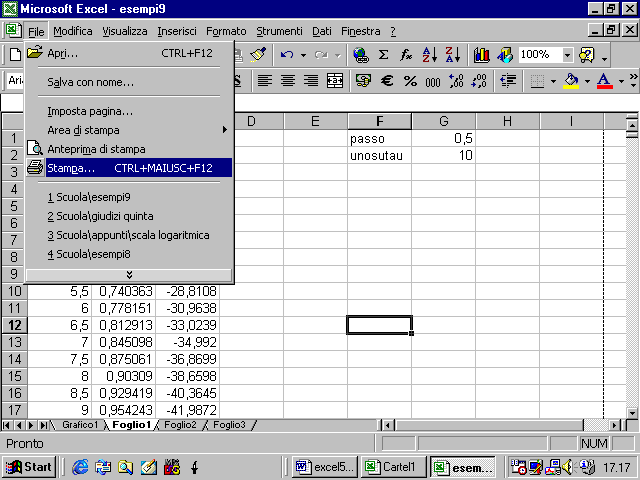 Microsoft Excel - esempi9
File Modifica Visualizza Inserisci Formato Strumenti Dati Finestra ?
100%
Apri... CTRL+F12
Salva con nome...
Imposta pagina...
Area di stampa
Anteprima di stampa
Stampa... CTRL+MAIUSC+F12
1 Scuola\esempi9
2 Scuola\giudizi quinta
3 Scuola\appunti\scala logaritmica
4 Scuola\esempi8
Aria
S € % 000
D E F G H I
1 passo 0,5
2 unosutau 10
3
4
5
6
7
8
9
10 5,5 0,740363 -28,8108
11 6 0,778151 -30,9638
12 6,5 0,812913 -33,0239
13 7 0,845098 -34,992
14 7,5 0,875061 -36,8699
15 8 0,90309 -38,6598
16 8,5 0,929419 -40,3645
17 9 0,954243 -41,9872
Grafico1 Foglio1 Foglio2 Foglio3
Pronto NUM
Start excel5... Cartel1 esem... 17.17